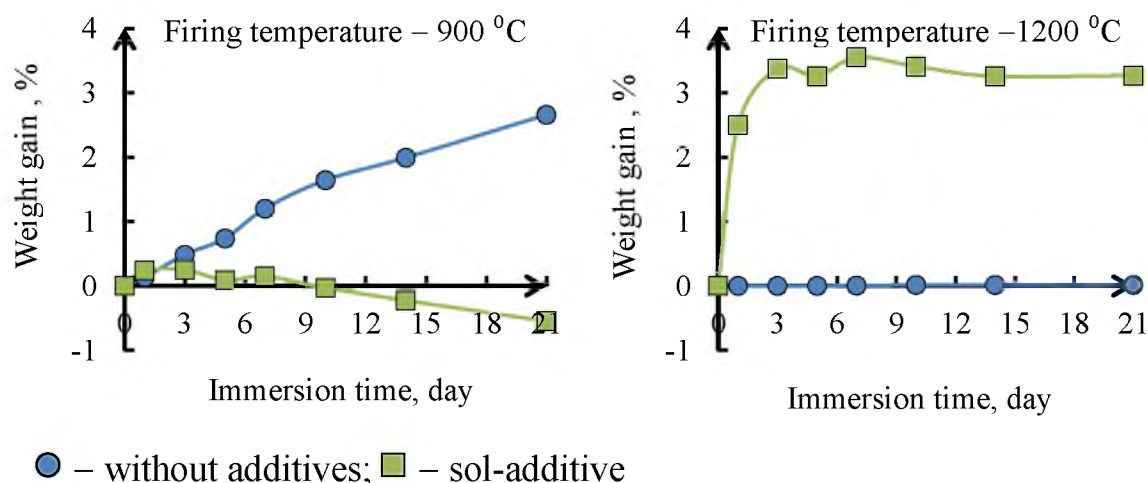 Firing temperature – 900 ⁰C
Weight gain , %
4
3
2
1
0
-1
0 3 6 9 12 15 18 21
Immersion time, day
Firing temperature –1200 ⁰C
Weight gain , %
4
3
2
1
0
-1
0 3 6 9 12 15 18 21
Immersion time, day
– without additives; – sol-additive